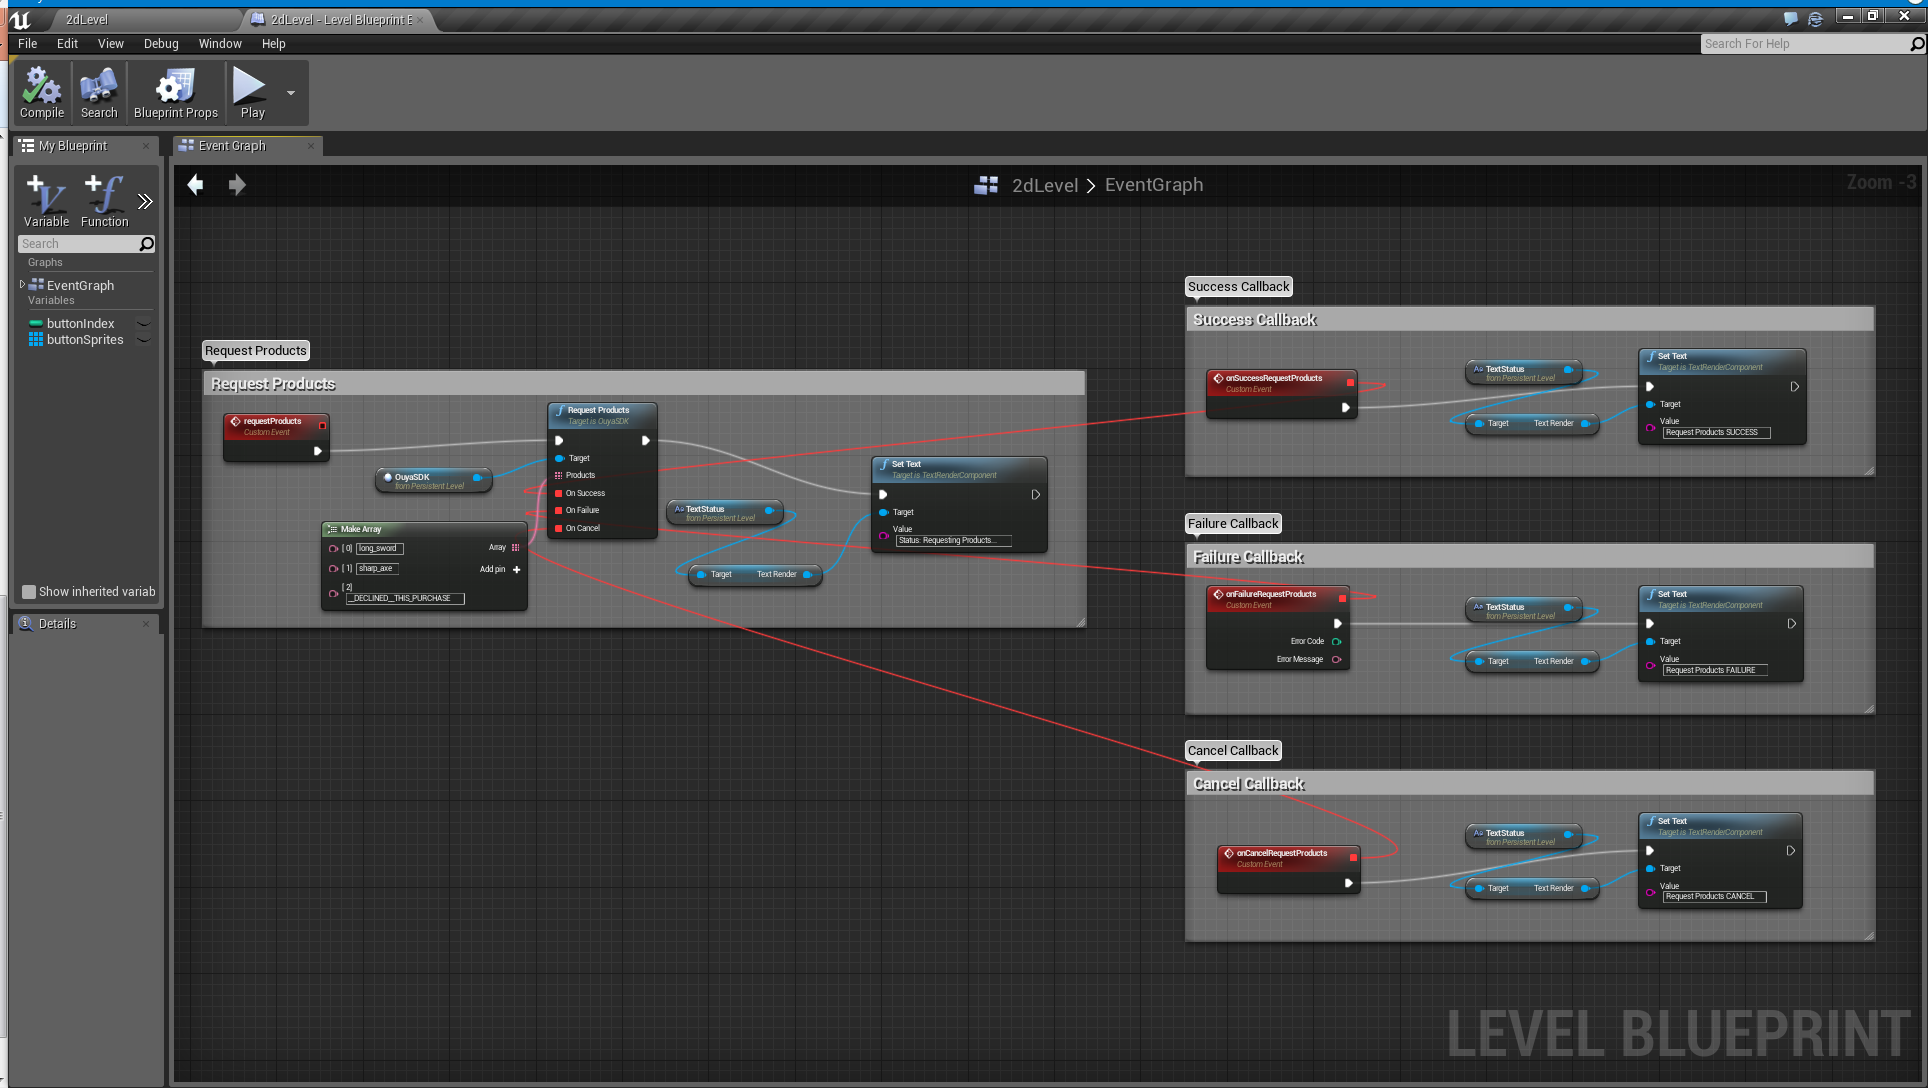 2dLevel
2dLevel - Level Blueprint E
File Edit View Debug Window Help
Search For Help
Compile Search Blueprint Props Play
My Blueprint
Event Graph
Variable Function
Search
Graphs
EventGraph
Variables
buttonIndex
buttonSprites
Show inherited variab
Details
2dLevel > EventGraph
Zoom -3
Request Products
Request Products
requestProducts
Custom Event
OuyaSDK
from Persistent Level
Make Array
[0] long_sword
[1] sharp_axe
[2]
__DECLINED__THIS_PURCHASE
Array
Add pin
Request Products
Target is OuyaSDK
Target
Products
On Success
On Failure
On Cancel
TextStatus
from Persistent Level
Target Text Render
Set Text
Target is TextRenderComponent
Target
Value
Status: Requesting Products...
Success Callback
Success Callback
onSuccessRequestProducts
Custom Event
TextStatus
from Persistent Level
Target Text Render
Set Text
Target is TextRenderComponent
Target
Value
Request Products SUCCESS
Failure Callback
Failure Callback
onFailureRequestProducts
Custom Event
Error Code
Error Message
TextStatus
from Persistent Level
Target Text Render
Set Text
Target is TextRenderComponent
Target
Value
Request Products FAILURE
Cancel Callback
Cancel Callback
onCancelRequestProducts
Custom Event
TextStatus
from Persistent Level
Target Text Render
Set Text
Target is TextRenderComponent
Target
Value
Request Products CANCEL
LEVEL BLUEPRINT